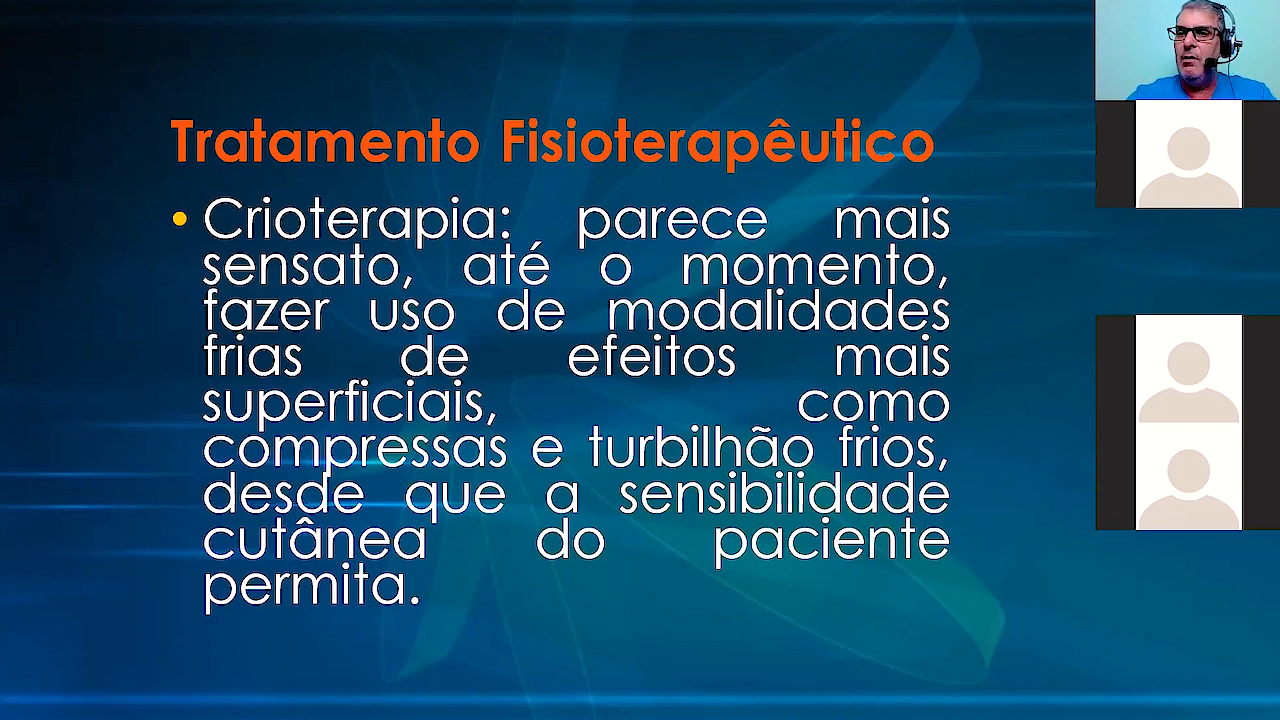 Tratamento Fisioterapêutico
• Crioterapia: parece mais
sensato, até o momento,
fazer uso de modalidades
frias de efeitos mais
superficiais, como
compressas e turbilhão frios,
desde que a sensibilidade
cutânea do paciente
permita.